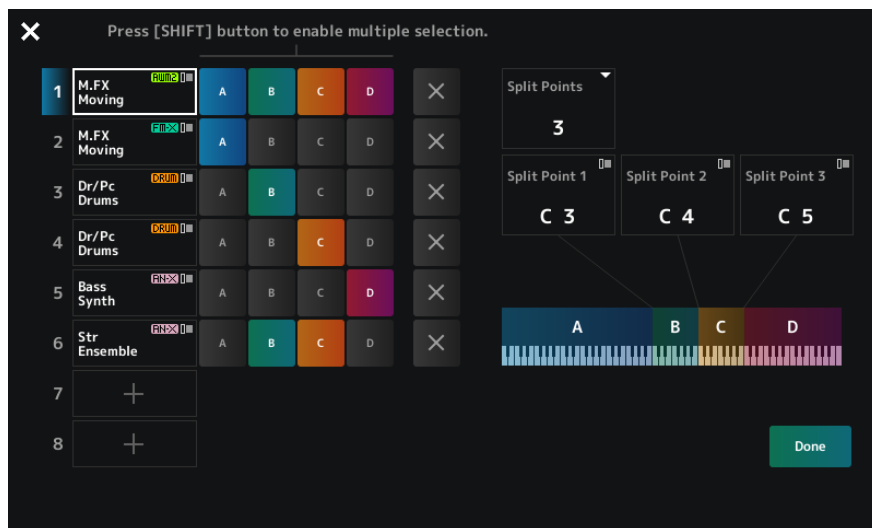 Press [SHIFT] button to enable multiple selection.
1 M.FX Moving AWM2 A B C D
2 M.FX Moving FM-X A B C D
3 Dr/Pc Drums DRUM A B C D
4 Dr/Pc Drums DRUM A B C D
5 Bass Synth AN-X A B C D
6 Str Ensemble AN-X A B C D
7
8
Split Points
3
Split Point 1 Split Point 2 Split Point 3
C 3 C 4 C 5
A B C D
Done